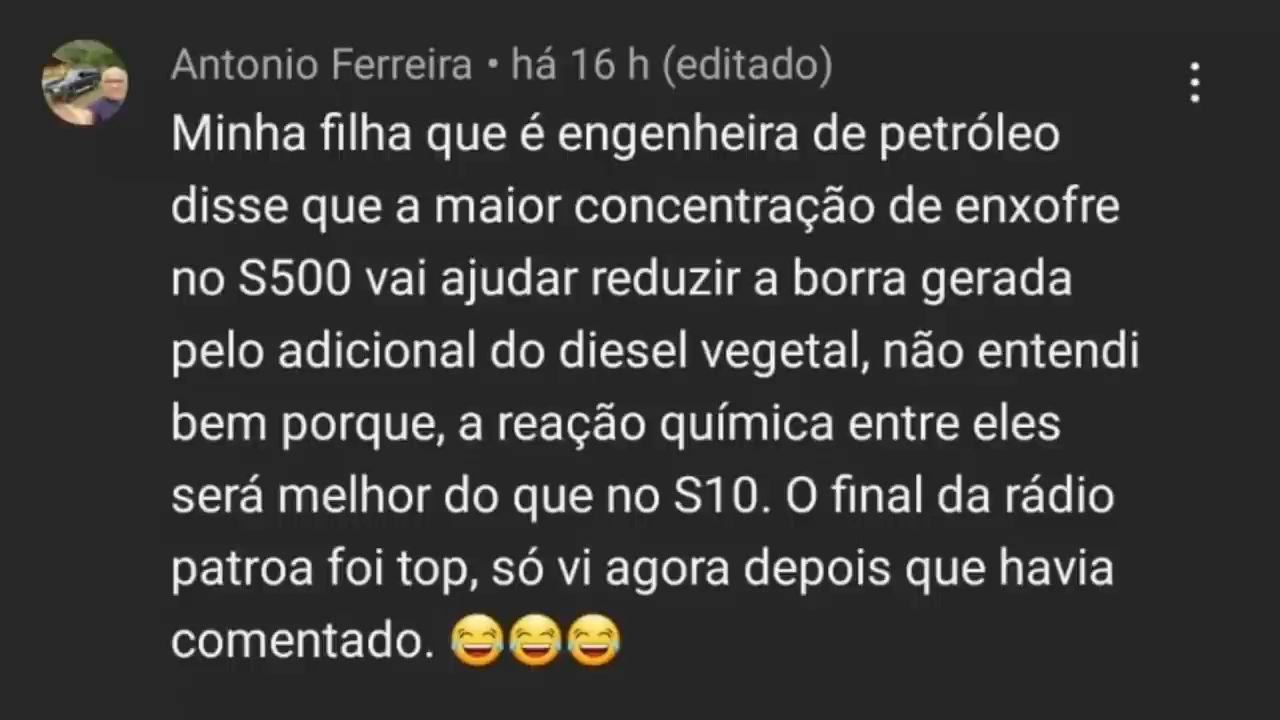 Antonio Ferreira • há 16 h (editado)
Minha filha que é engenheira de petróleo
disse que a maior concentração de enxofre
no S500 vai ajudar reduzir a borra gerada
pelo adicional do diesel vegetal, não entendi
bem porque, a reação química entre eles
será melhor do que no S10. O final da rádio
patroa foi top, só vi agora depois que havia
comentado. 😂😂😂